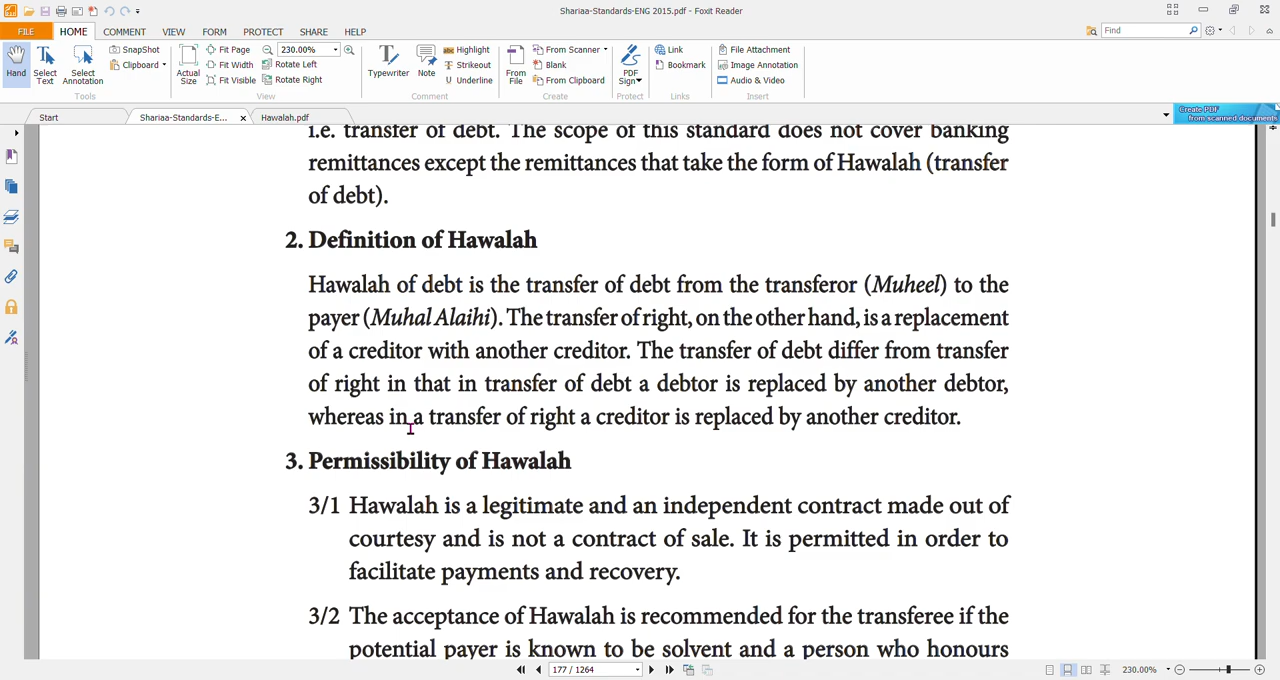 Shariaa-Standards-ENG 2015.pdf - Foxit Reader
FILE HOME COMMENT VIEW FORM PROTECT SHARE HELP
Find
Hand
Select Text
Select Annotation
SnapShot
Clipboard
Tools
Actual Size
Fit Page
Fit Width
Fit Visible
230.00%
Rotate Left
Rotate Right
View
Typewriter
Note
Highlight
Strikeout
Underline
Comment
From File
From Scanner
Blank
From Clipboard
Create
PDF Sign
Protect
Link
Bookmark
Links
File Attachment
Image Annotation
Audio & Video
Insert
Start
Shariaa-Standards-E...
Hawalah.pdf
Create PDF
from scanned documents
i.e. transfer of debt. The scope of this standard does not cover banking
remittances except the remittances that take the form of Hawalah (transfer
of debt).
2. Definition of Hawalah
Hawalah of debt is the transfer of debt from the transferor (Muheel) to the
payer (Muhal Alaihi). The transfer of right, on the other hand, is a replacement
of a creditor with another creditor. The transfer of debt differ from transfer
of right in that in transfer of debt a debtor is replaced by another debtor,
whereas in a transfer of right a creditor is replaced by another creditor.
3. Permissibility of Hawalah
3/1 Hawalah is a legitimate and an independent contract made out of
courtesy and is not a contract of sale. It is permitted in order to
facilitate payments and recovery.
3/2 The acceptance of Hawalah is recommended for the transferee if the
potential payer is known to be solvent and a person who honours
177 / 1264
230.00%